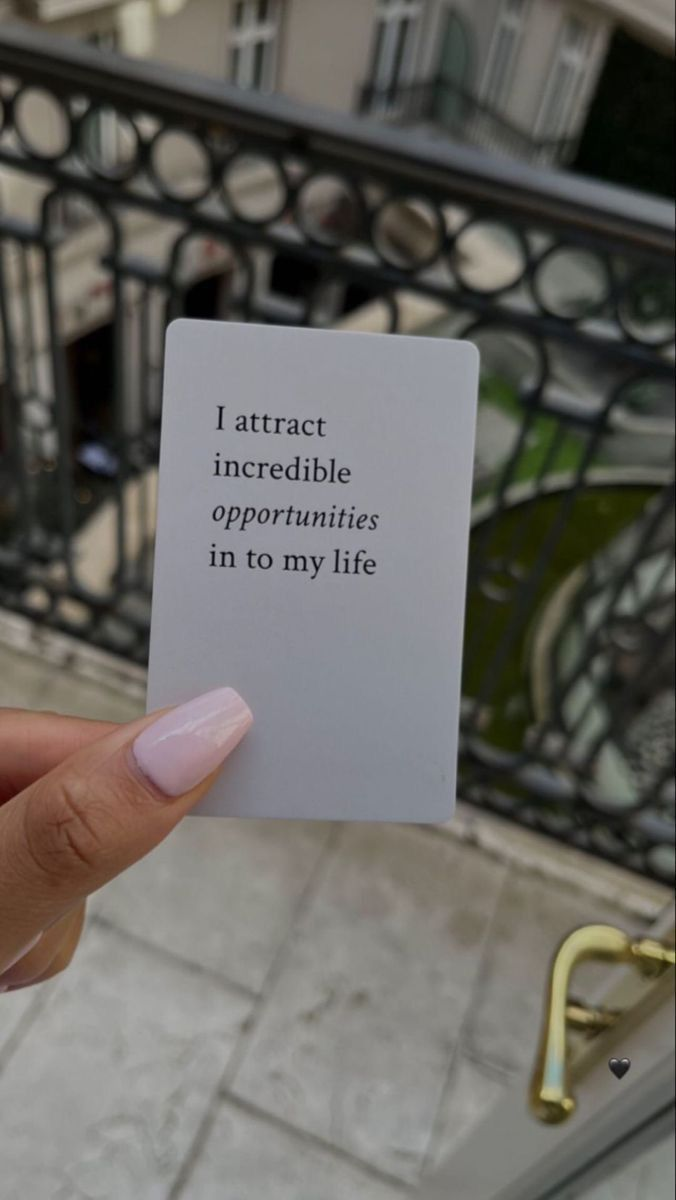 I attract
incredible
opportunities
in to my life